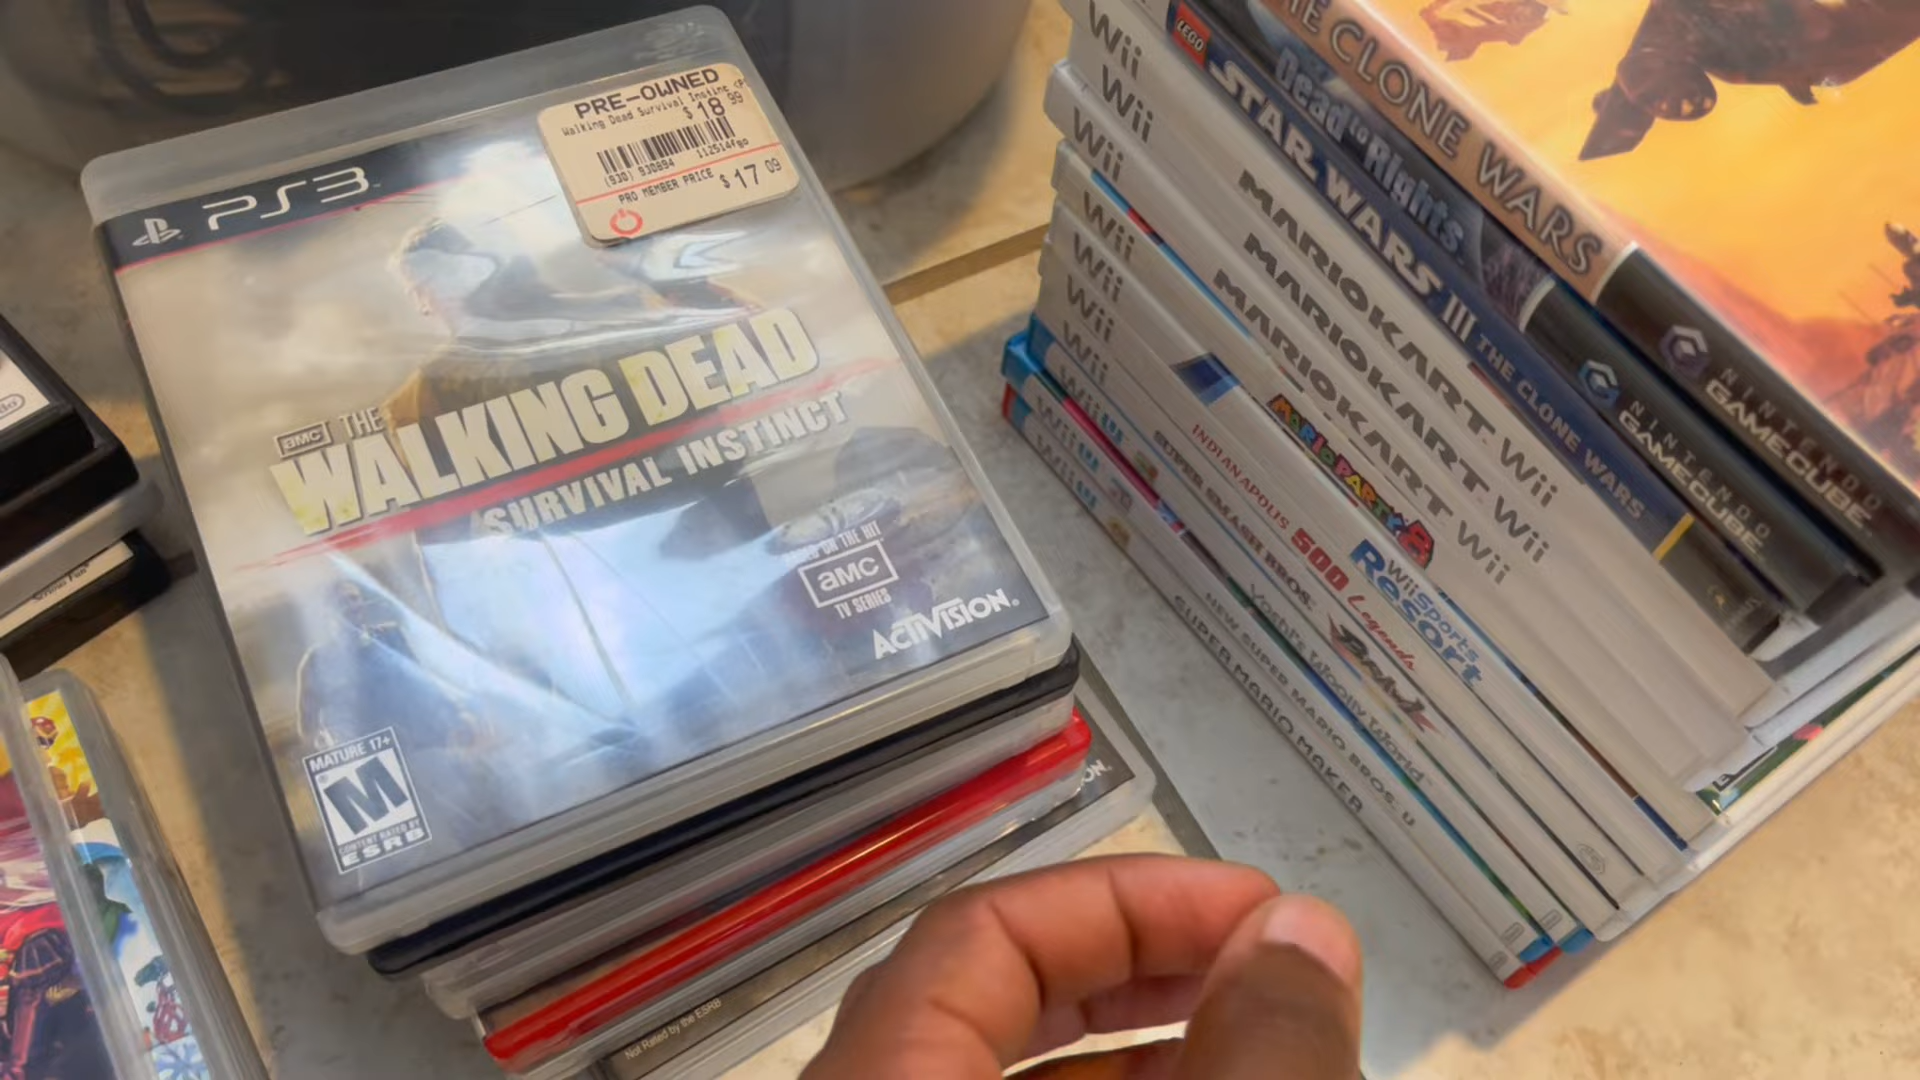 PRE-OWNED
Walking Dead Survival Instinc
$18 99
(930) 930894
PRO MEMBER PRICE $17 09
PS3
amc THE
WALKING DEAD
SURVIVAL INSTINCT
BASED ON THE HIT
amc
TV SERIES
ACTIVISION.
MATURE 17+
M
CONTENT RATED BY
ESRB
Not Rated by the ESRB
THE CLONE WARS
NINTENDO
GAMECUBE
Dead to Rights
NINTENDO
GAMECUBE
LEGO STAR WARS III THE CLONE WARS
Wii MARIOKART Wii
Wii MARIOKART Wii
Wii MARIOKART Wii
Wii MARIO PARTY 8
Wii Wii Sports Resort
Wii INDIANAPOLIS 500 Legends
Wii SUPER SMASH BROS. BRAWL
Wii U Yoshi's Woolly World
Wii U NEW SUPER MARIO BROS. U
Wii U SUPER MARIO MAKER